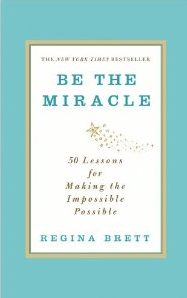 THE NEW YORK TIMES BESTSELLER
BE THE
MIRACLE
50 Lessons
for
Making the
Impossible
Possible
REGINA BRETT